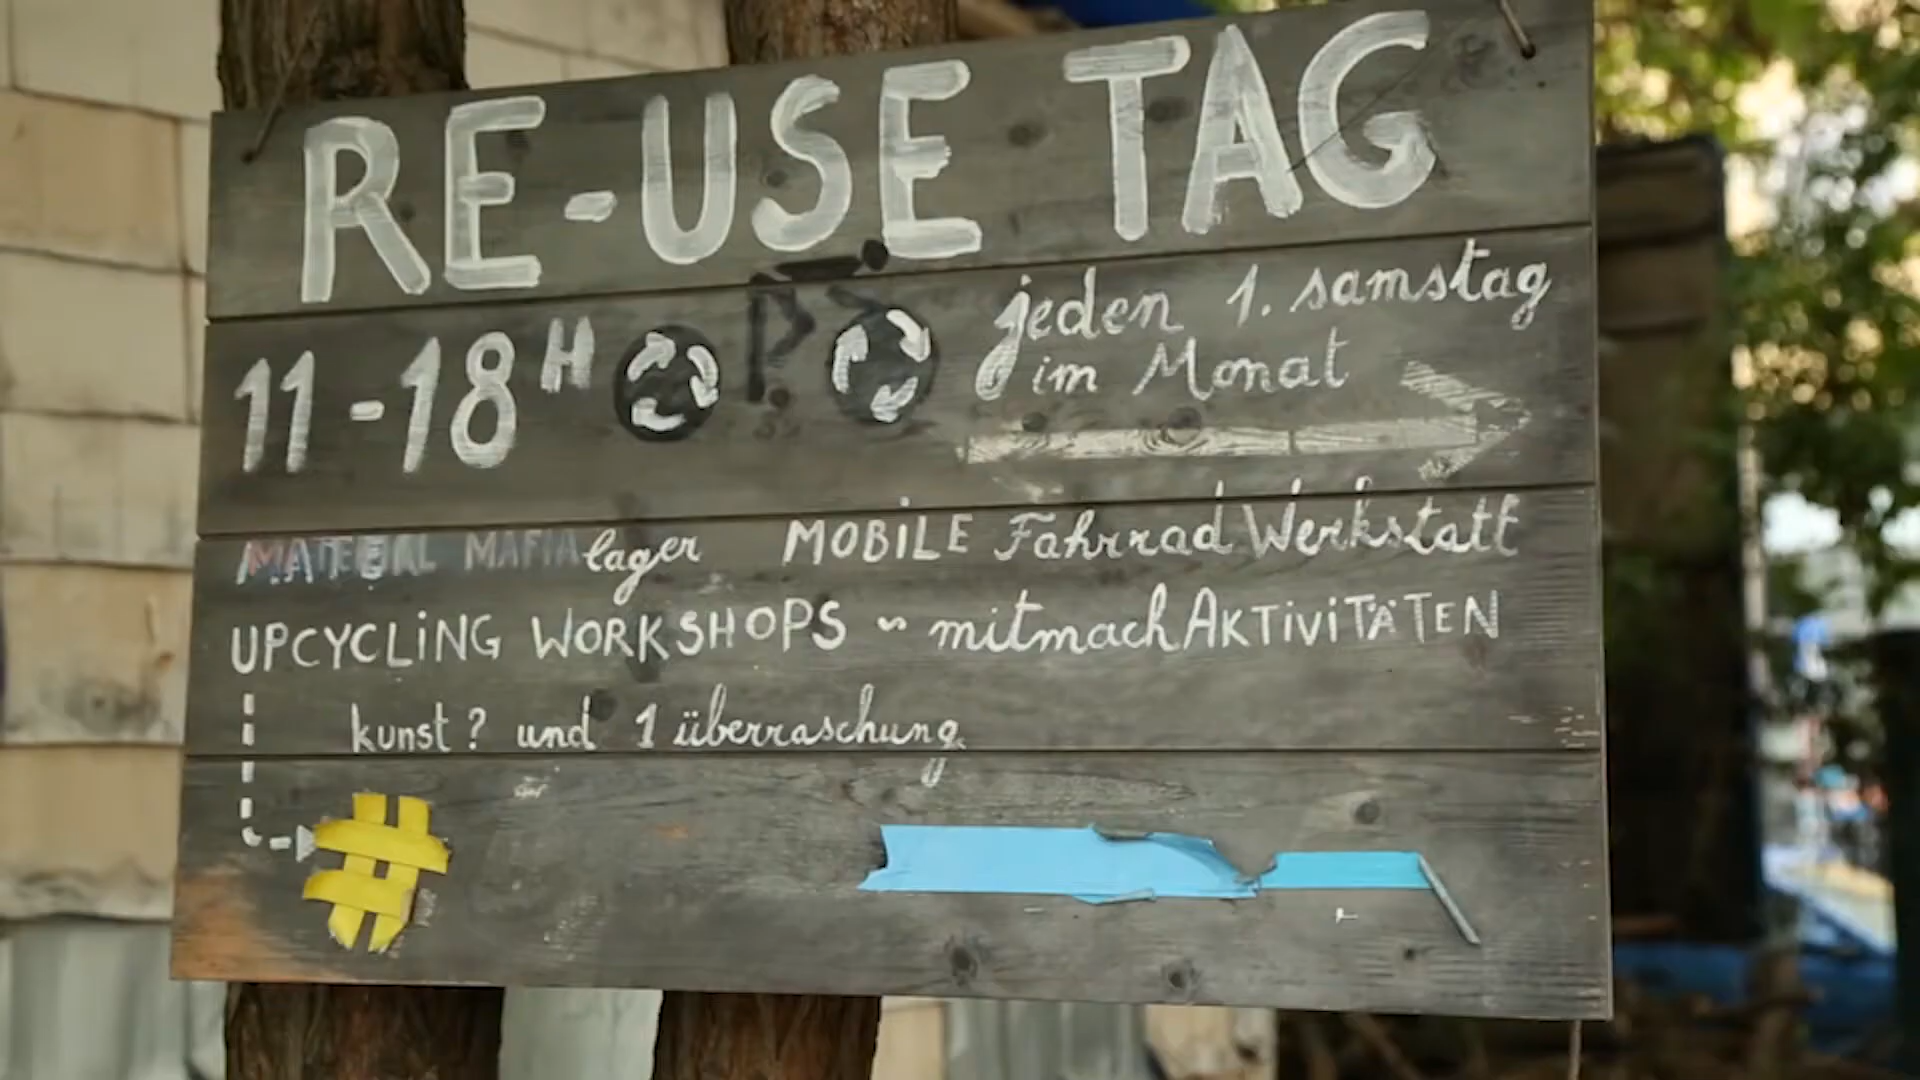 RE-USE TAG
11-18H
jeden 1. samstag
im Monat
MATERIAL MAFIA lager MOBILE Fahrrad Werkstatt
UPCYCLING WORKSHOPS ~ mitmach AKTIVITÄTEN
kunst? und 1 überraschung
#